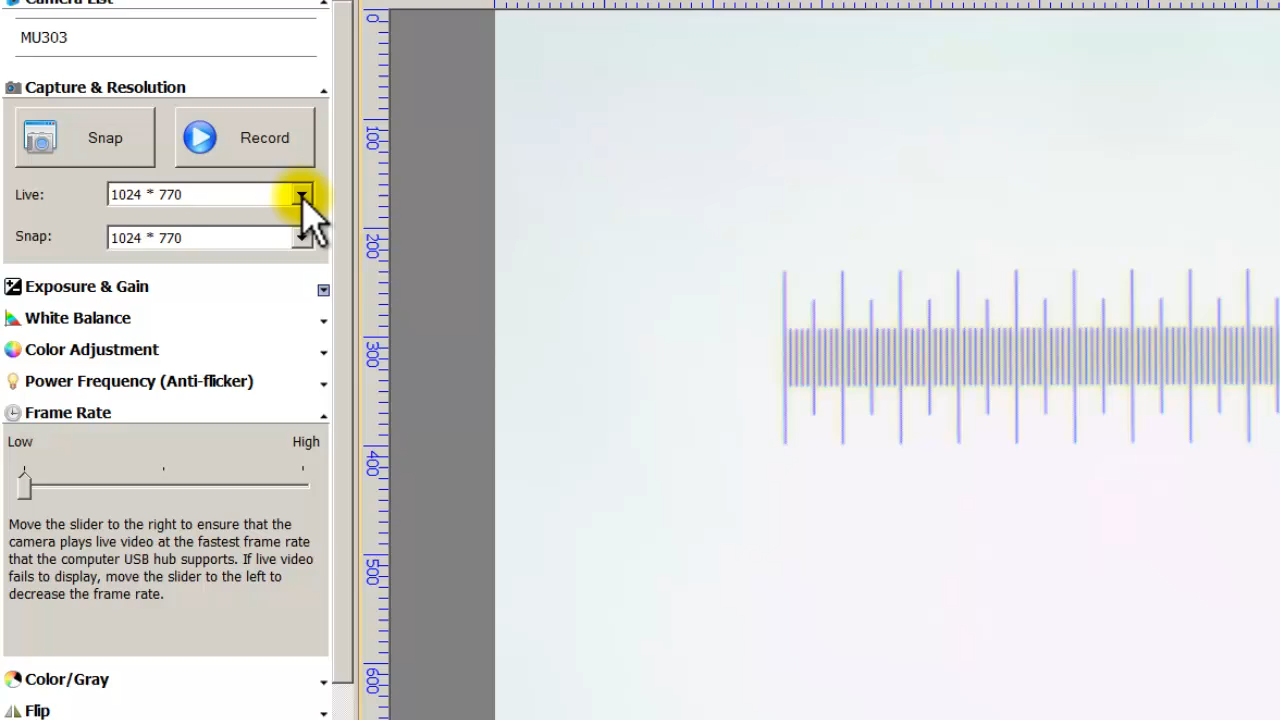 Camera List
MU303
Capture & Resolution
Snap
Record
Live:
1024 * 770
Snap:
1024 * 770
Exposure & Gain
White Balance
Color Adjustment
Power Frequency (Anti-flicker)
Frame Rate
Low
High
Move the slider to the right to ensure that the
camera plays live video at the fastest frame rate
that the computer USB hub supports. If live video
fails to display, move the slider to the left to
decrease the frame rate.
Color/Gray
Flip
0
100
200
300
400
500
600